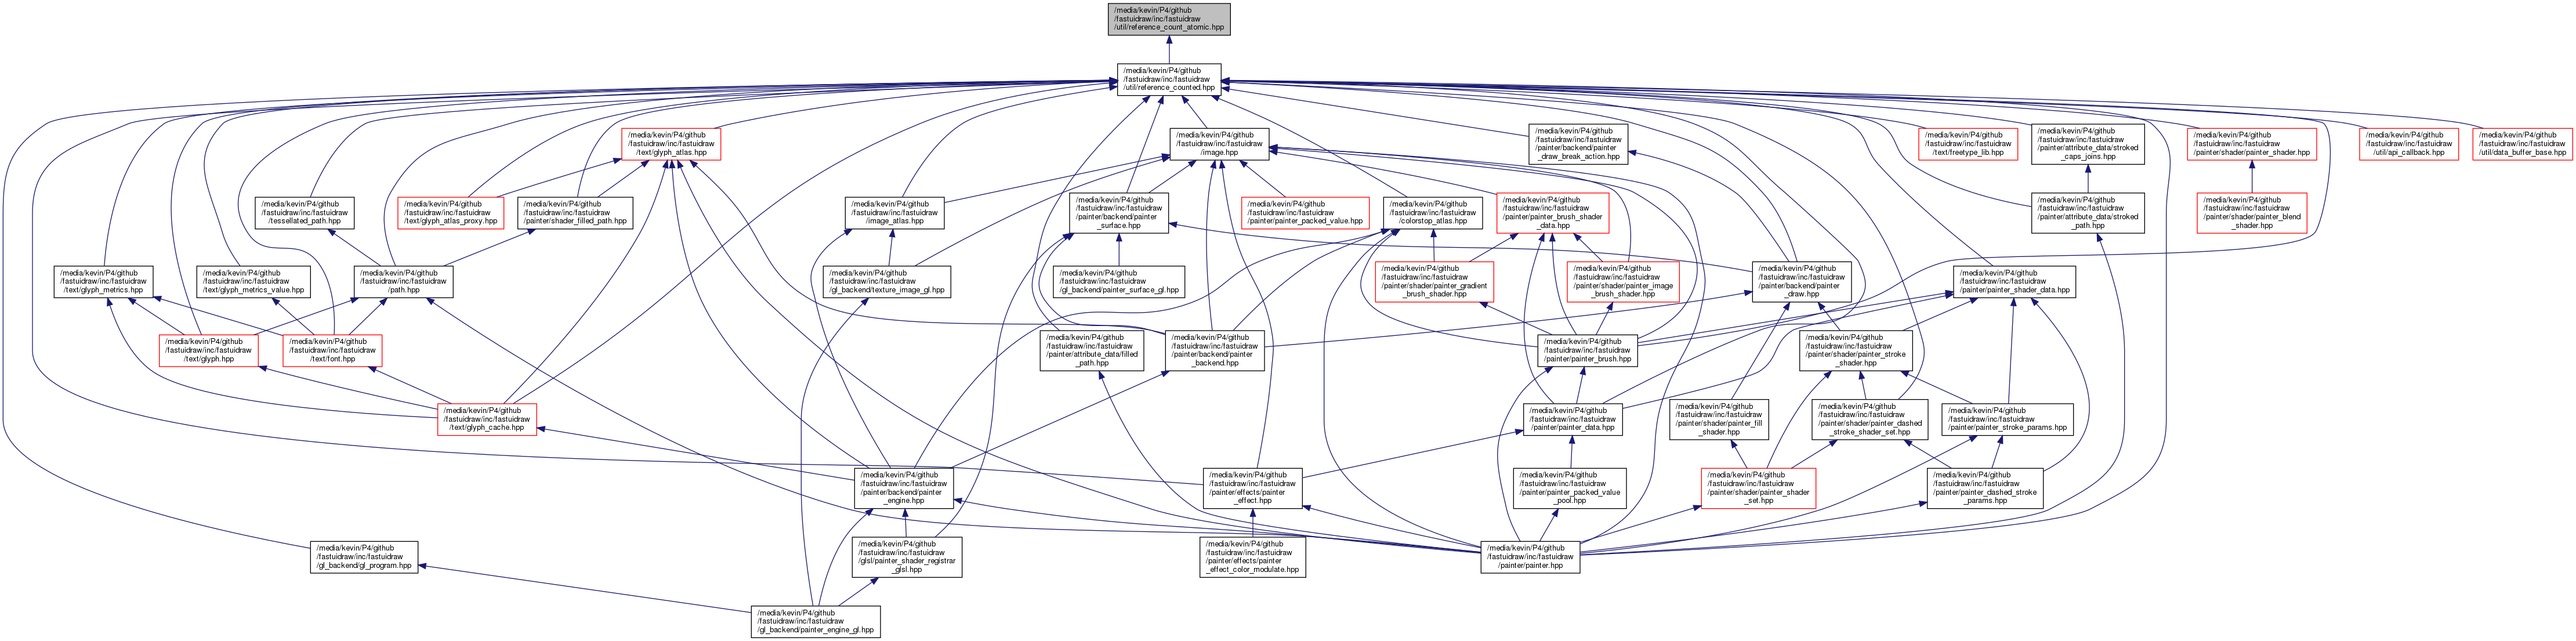 /media/kevin/P4/github
/fastuidraw/inc/fastuidraw
/util/reference_count_atomic.hpp
/media/kevin/P4/github
/fastuidraw/inc/fastuidraw
/util/reference_counted.hpp
/media/kevin/P4/github
/fastuidraw/inc/fastuidraw
/text/glyph_atlas.hpp
/media/kevin/P4/github
/fastuidraw/inc/fastuidraw
/image.hpp
/media/kevin/P4/github
/fastuidraw/inc/fastuidraw
/painter/backend/painter
_draw_break_action.hpp
/media/kevin/P4/github
/fastuidraw/inc/fastuidraw
/text/freetype_lib.hpp
/media/kevin/P4/github
/fastuidraw/inc/fastuidraw
/painter/attribute_data/stroked
_caps_joins.hpp
/media/kevin/P4/github
/fastuidraw/inc/fastuidraw
/painter/shader/painter_shader.hpp
/media/kevin/P4/github
/fastuidraw/inc/fastuidraw
/util/api_callback.hpp
/media/kevin/P4/github
/fastuidraw/inc/fastuidraw
/util/data_buffer_base.hpp
/media/kevin/P4/github
/fastuidraw/inc/fastuidraw
/tessellated_path.hpp
/media/kevin/P4/github
/fastuidraw/inc/fastuidraw
/text/glyph_atlas_proxy.hpp
/media/kevin/P4/github
/fastuidraw/inc/fastuidraw
/painter/shader_filled_path.hpp
/media/kevin/P4/github
/fastuidraw/inc/fastuidraw
/image_atlas.hpp
/media/kevin/P4/github
/fastuidraw/inc/fastuidraw
/painter/backend/painter
_surface.hpp
/media/kevin/P4/github
/fastuidraw/inc/fastuidraw
/painter/painter_packed_value.hpp
/media/kevin/P4/github
/fastuidraw/inc/fastuidraw
/colorstop_atlas.hpp
/media/kevin/P4/github
/fastuidraw/inc/fastuidraw
/painter/painter_brush_shader
_data.hpp
/media/kevin/P4/github
/fastuidraw/inc/fastuidraw
/painter/attribute_data/stroked
_path.hpp
/media/kevin/P4/github
/fastuidraw/inc/fastuidraw
/painter/shader/painter_blend
_shader.hpp
/media/kevin/P4/github
/fastuidraw/inc/fastuidraw
/text/glyph_metrics.hpp
/media/kevin/P4/github
/fastuidraw/inc/fastuidraw
/text/glyph_metrics_value.hpp
/media/kevin/P4/github
/fastuidraw/inc/fastuidraw
/path.hpp
/media/kevin/P4/github
/fastuidraw/inc/fastuidraw
/gl_backend/texture_image_gl.hpp
/media/kevin/P4/github
/fastuidraw/inc/fastuidraw
/gl_backend/painter_surface_gl.hpp
/media/kevin/P4/github
/fastuidraw/inc/fastuidraw
/painter/shader/painter_gradient
_brush_shader.hpp
/media/kevin/P4/github
/fastuidraw/inc/fastuidraw
/painter/shader/painter_image
_brush_shader.hpp
/media/kevin/P4/github
/fastuidraw/inc/fastuidraw
/painter/backend/painter
_draw.hpp
/media/kevin/P4/github
/fastuidraw/inc/fastuidraw
/painter/painter_shader_data.hpp
/media/kevin/P4/github
/fastuidraw/inc/fastuidraw
/text/glyph.hpp
/media/kevin/P4/github
/fastuidraw/inc/fastuidraw
/text/font.hpp
/media/kevin/P4/github
/fastuidraw/inc/fastuidraw
/painter/attribute_data/filled
_path.hpp
/media/kevin/P4/github
/fastuidraw/inc/fastuidraw
/painter/backend/painter
_backend.hpp
/media/kevin/P4/github
/fastuidraw/inc/fastuidraw
/painter/painter_brush.hpp
/media/kevin/P4/github
/fastuidraw/inc/fastuidraw
/painter/shader/painter_stroke
_shader.hpp
/media/kevin/P4/github
/fastuidraw/inc/fastuidraw
/text/glyph_cache.hpp
/media/kevin/P4/github
/fastuidraw/inc/fastuidraw
/painter/painter_data.hpp
/media/kevin/P4/github
/fastuidraw/inc/fastuidraw
/painter/shader/painter_fill
_shader.hpp
/media/kevin/P4/github
/fastuidraw/inc/fastuidraw
/painter/shader/painter_dashed
_stroke_shader_set.hpp
/media/kevin/P4/github
/fastuidraw/inc/fastuidraw
/painter/painter_stroke_params.hpp
/media/kevin/P4/github
/fastuidraw/inc/fastuidraw
/painter/backend/painter
_engine.hpp
/media/kevin/P4/github
/fastuidraw/inc/fastuidraw
/painter/effects/painter
_effect.hpp
/media/kevin/P4/github
/fastuidraw/inc/fastuidraw
/painter/painter_packed_value
_pool.hpp
/media/kevin/P4/github
/fastuidraw/inc/fastuidraw
/painter/shader/painter_shader
_set.hpp
/media/kevin/P4/github
/fastuidraw/inc/fastuidraw
/painter/painter_dashed_stroke
_params.hpp
/media/kevin/P4/github
/fastuidraw/inc/fastuidraw
/gl_backend/gl_program.hpp
/media/kevin/P4/github
/fastuidraw/inc/fastuidraw
/glsl/painter_shader_registrar
_glsl.hpp
/media/kevin/P4/github
/fastuidraw/inc/fastuidraw
/painter/effects/painter
_effect_color_modulate.hpp
/media/kevin/P4/github
/fastuidraw/inc/fastuidraw
/painter/painter.hpp
/media/kevin/P4/github
/fastuidraw/inc/fastuidraw
/gl_backend/painter_engine_gl.hpp